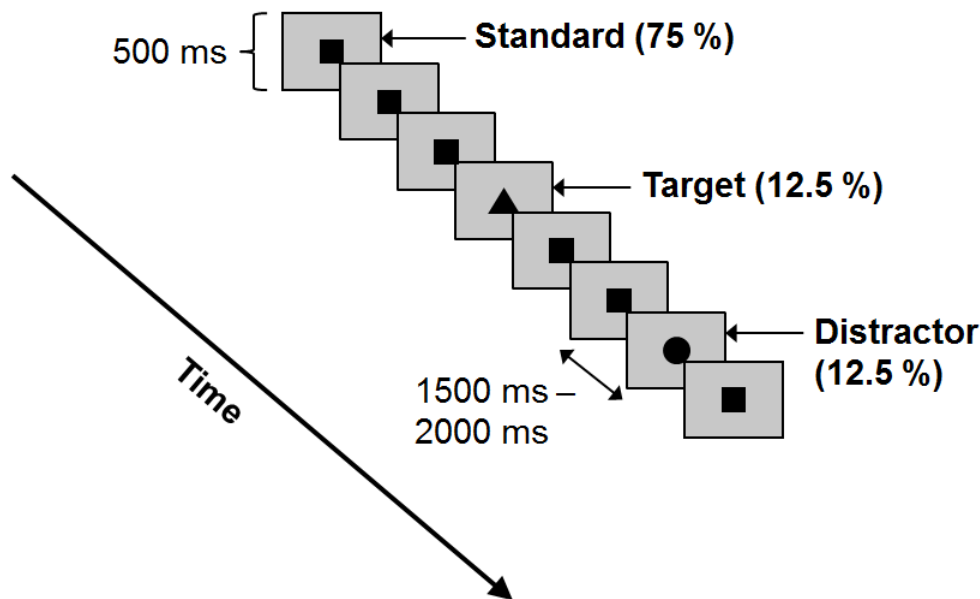 500 ms
Standard (75 %)
Target (12.5 %)
Distractor
(12.5 %)
1500 ms –
2000 ms
Time